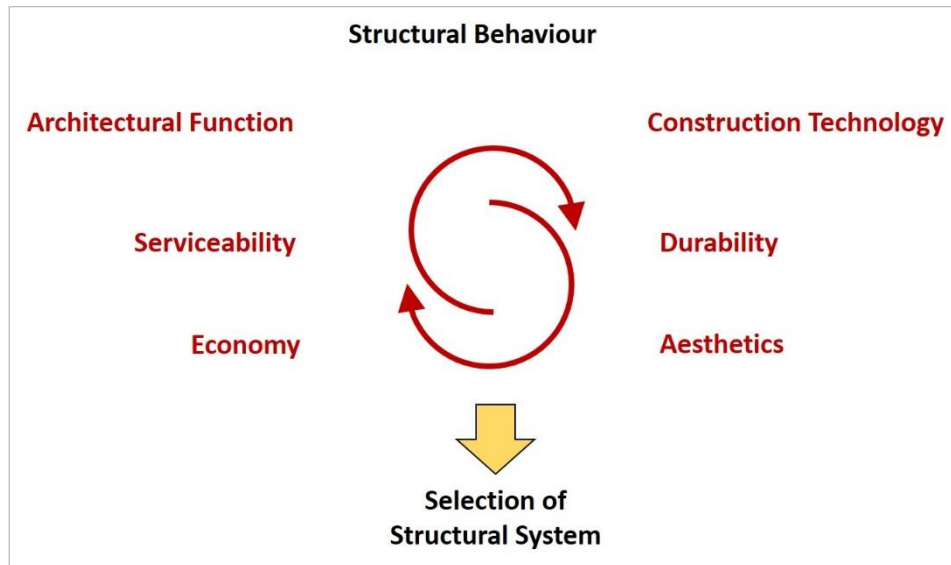 Structural Behaviour
Architectural Function
Construction Technology
Serviceability
Durability
Economy
Aesthetics
Selection of
Structural System